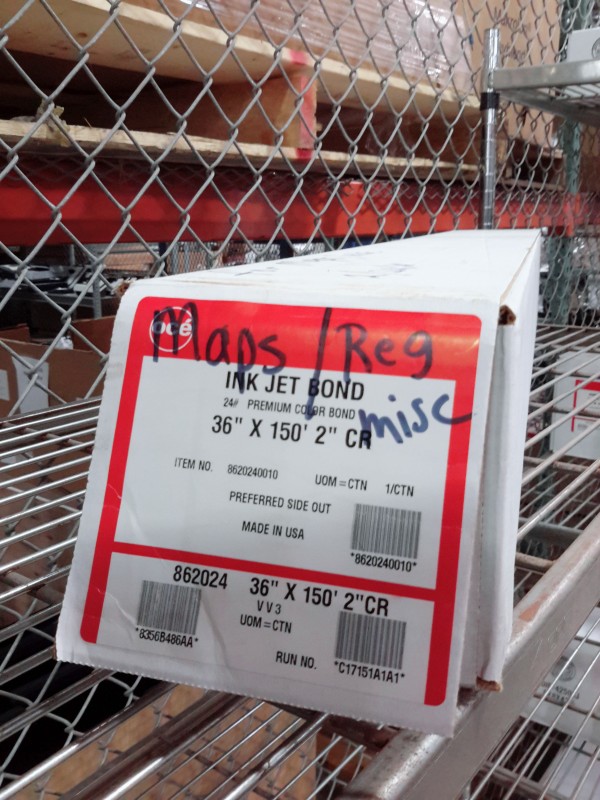 océ
Maps / Reg
misc
INK JET BOND
24# PREMIUM COLOR BOND
36" X 150' 2" CR
ITEM NO. 8620240010 UOM=CTN 1/CTN
PREFERRED SIDE OUT
MADE IN USA
*8620240010*
862024 36" X 150' 2"CR
VV3
UOM=CTN
*8356B486AA*
RUN NO. *C17151A1A1*